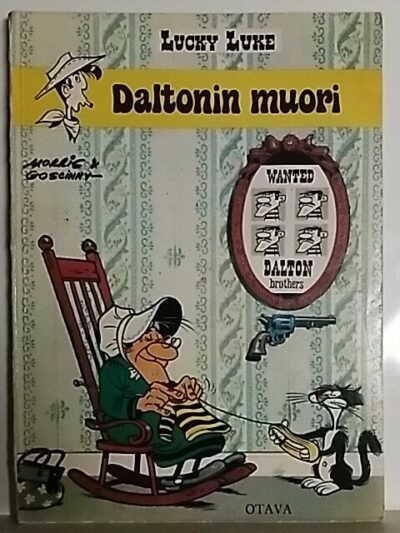 LUCKY LUKE
Daltonin muori
MORRIS &
GOSCINNY
WANTED
DALTON
brothers
OTAVA